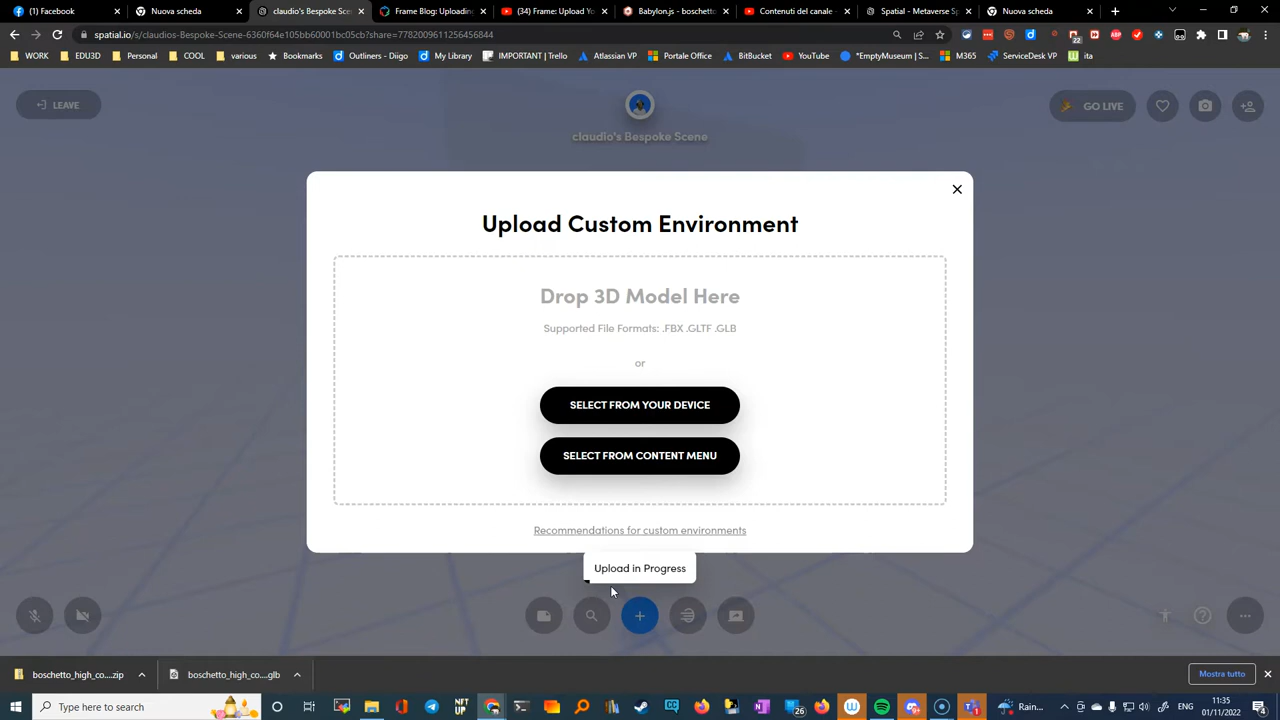 (1) Facebook
Nuova scheda
claudio's Bespoke Scen
Frame Blog: Uploading
(34) Frame: Upload Yo
Babylon.js - boschetto
Contenuti del canale
Spatial - Metaverse Sp
Nuova scheda
spatial.io/s/claudios-Bespoke-Scene-6360f64e105bb60001bc05cb?share=7782009611256456844
WORK
EDU3D
Personal
COOL
various
Bookmarks
Outliners - Diigo
My Library
IMPORTANT | Trello
Atlassian VP
Portale Office
BitBucket
YouTube
*EmptyMuseum | S...
M365
ServiceDesk VP
ita
LEAVE
GO LIVE
claudio's Bespoke Scene
Upload Custom Environment
Drop 3D Model Here
Supported File Formats: .FBX .GLTF .GLB
or
SELECT FROM YOUR DEVICE
SELECT FROM CONTENT MENU
Recommendations for custom environments
Upload in Progress
boschetto_high_co....zip
boschetto_high_co....glb
Mostra tutto
Type here to search
Rain...
11:35
01/11/2022